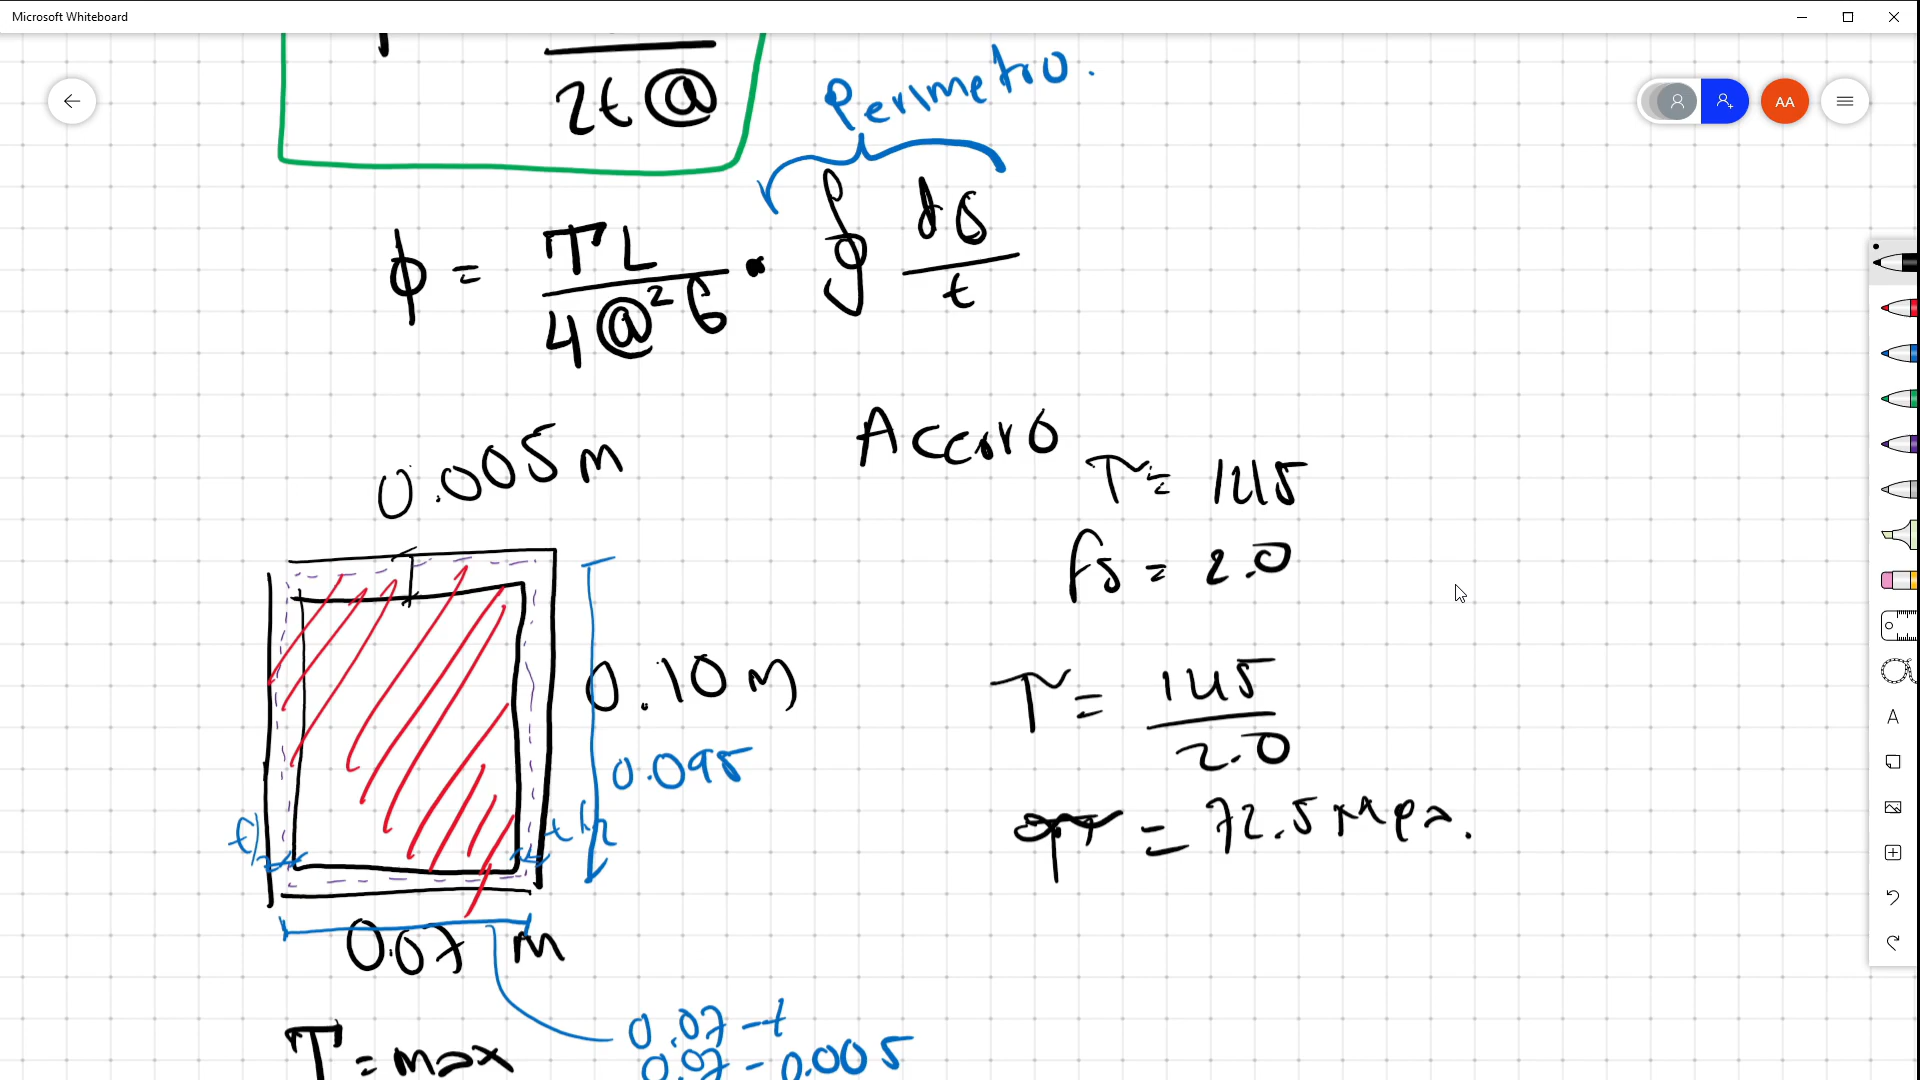 Microsoft Whiteboard
2t@
Perimetro.
AA
ϕ = TL / 4@²G · ∮ ds / t
0.005 m
Acero
τ = 145
fs = 2.0
0.10 m
τ = 145 / 2.0
0.095
t/2
τ = 72.5 Mpa.
0.07 m
0.07 - t
T = max
0.07 - 0.005
A